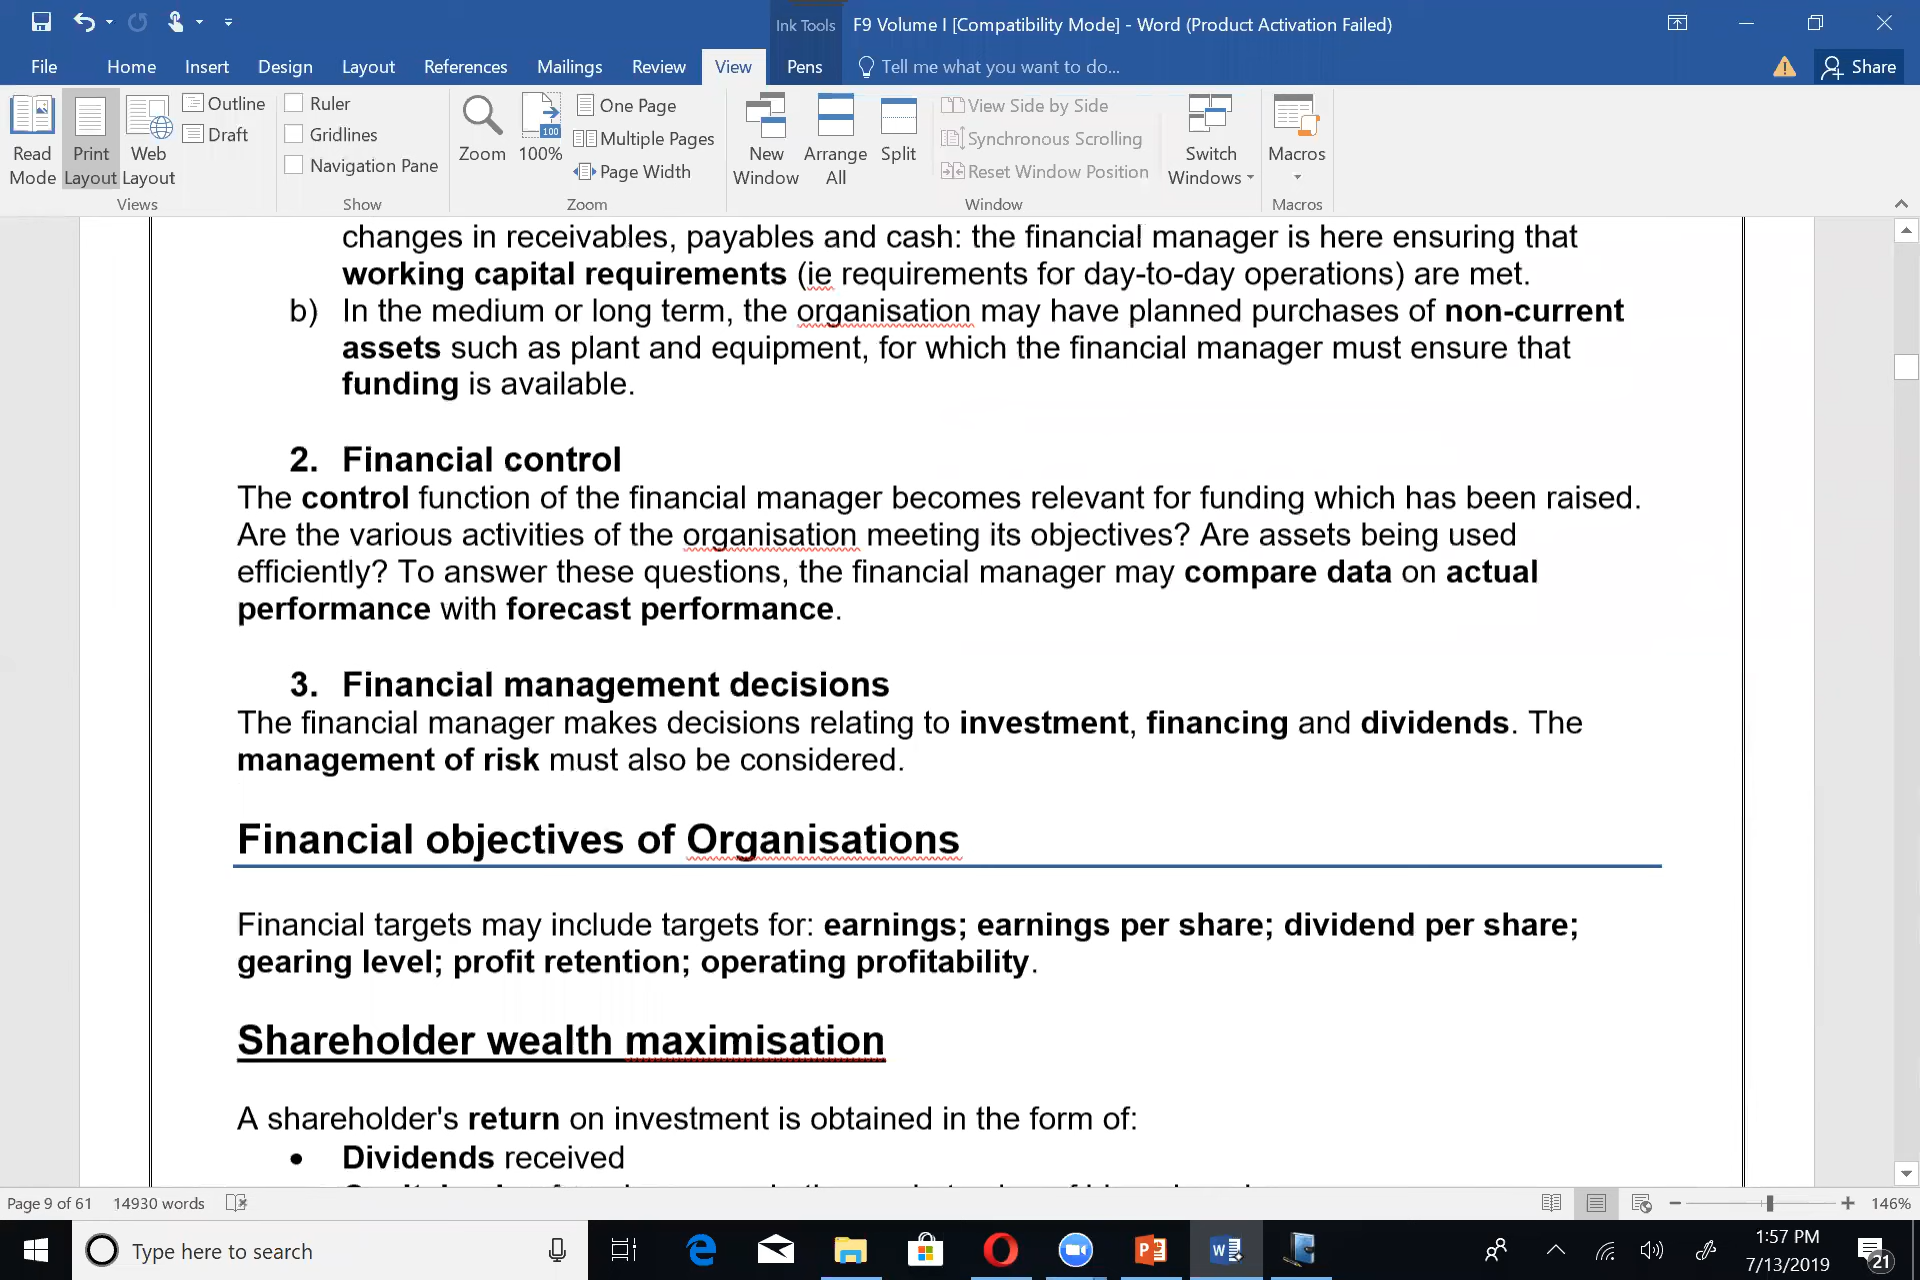 Ink Tools
F9 Volume I [Compatibility Mode] - Word (Product Activation Failed)
File Home Insert Design Layout References Mailings Review View Pens Tell me what you want to do... Share
Read Mode
Print Layout
Web Layout
Outline
Draft
Views
Ruler
Gridlines
Navigation Pane
Show
Zoom
100%
100
One Page
Multiple Pages
Page Width
Zoom
New Window
Arrange All
Split
View Side by Side
Synchronous Scrolling
Reset Window Position
Window
Switch Windows
Macros
Macros
changes in receivables, payables and cash: the financial manager is here ensuring that
working capital requirements (ie requirements for day-to-day operations) are met.
b) In the medium or long term, the organisation may have planned purchases of non-current
assets such as plant and equipment, for which the financial manager must ensure that
funding is available.
2. Financial control
The control function of the financial manager becomes relevant for funding which has been raised.
Are the various activities of the organisation meeting its objectives? Are assets being used
efficiently? To answer these questions, the financial manager may compare data on actual
performance with forecast performance.
3. Financial management decisions
The financial manager makes decisions relating to investment, financing and dividends. The
management of risk must also be considered.
Financial objectives of Organisations
Financial targets may include targets for: earnings; earnings per share; dividend per share;
gearing level; profit retention; operating profitability.
Shareholder wealth maximisation
A shareholder's return on investment is obtained in the form of:
• Dividends received
Page 9 of 61 14930 words
146%
Type here to search
1:57 PM
7/13/2019
21